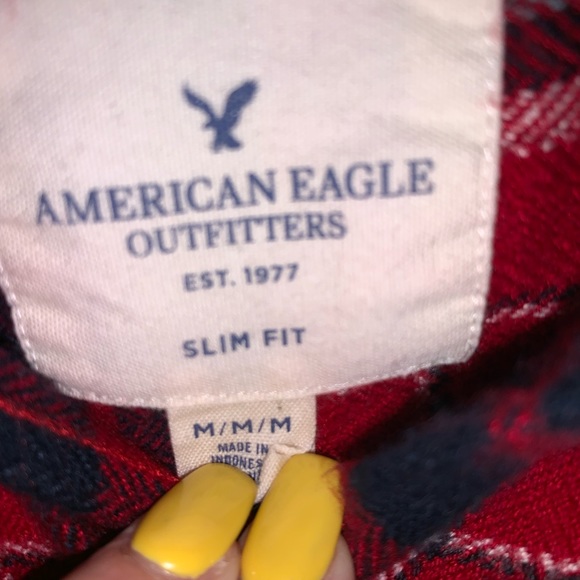 AMERICAN EAGLE
OUTFITTERS
EST. 1977
SLIM FIT
M/M/M
MADE IN